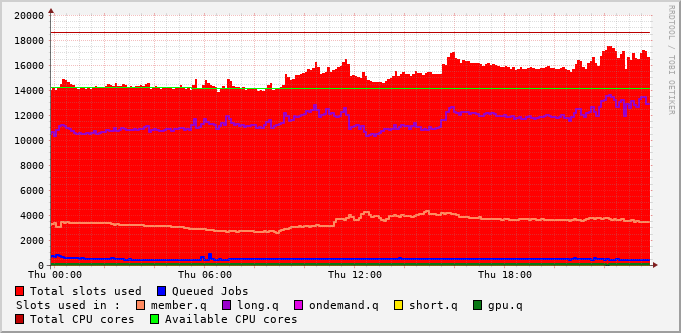 20000
18000
16000
14000
12000
10000
8000
6000
4000
2000
0
Thu 00:00 Thu 06:00 Thu 12:00 Thu 18:00
Total slots used Queued Jobs
Slots used in : member.q long.q ondemand.q short.q gpu.q
Total CPU cores Available CPU cores
RRDTOOL / TOBI OETIKER